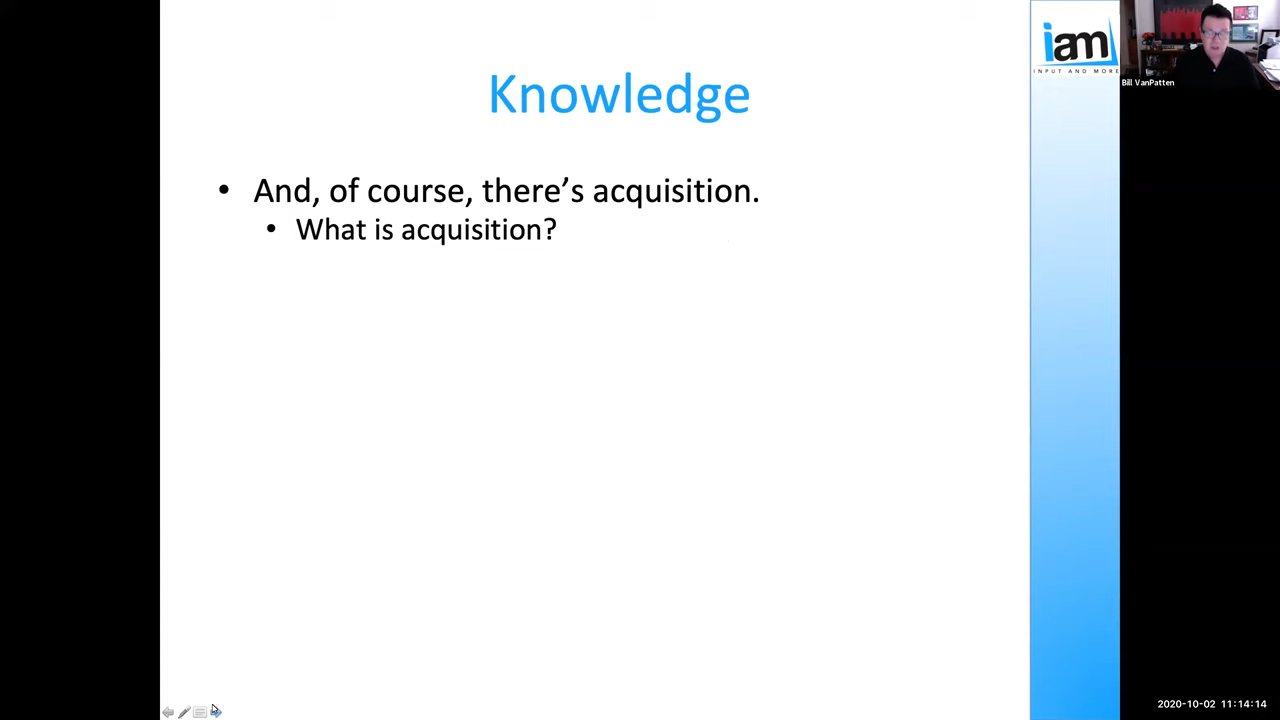 Knowledge
• And, of course, there’s acquisition.
• What is acquisition?
iam
INPUT AND MORE
Bill VanPatten
2020-10-02 11:14:14